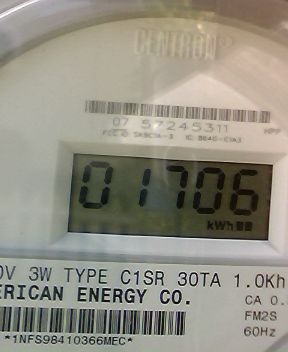 CENTRON®
07 57245311
HPP
01706
kWh
0V 3W TYPE C1SR 30TA 1.0Kh
ERICAN ENERGY CO.
CA 0.
FM2S
60Hz
*1NFS98410366MEC*